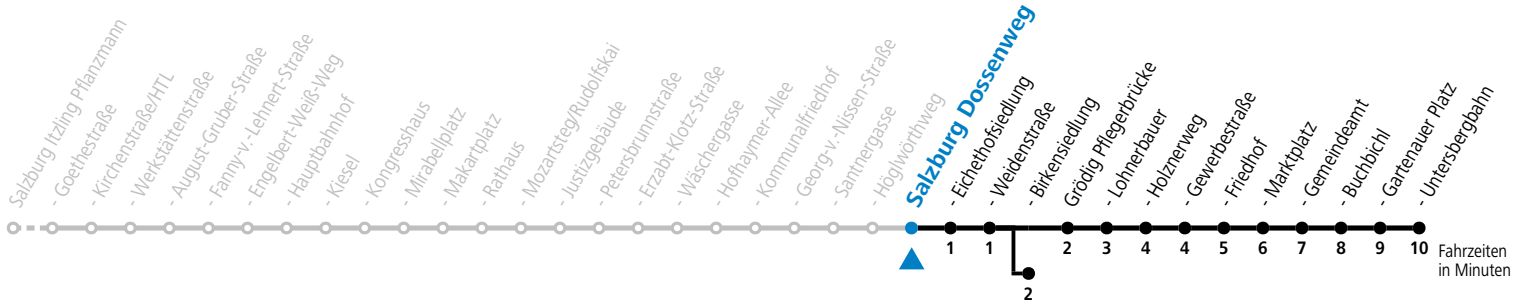 Salzburg Itzling Pflanzmann
- Goethestraße
- Kirchenstraße/HTL
- Werkstättenstraße
- August-Gruber-Straße
- Fanny-v.-Lehnert-Straße
- Engelbert-Weiß-Weg
- Hauptbahnhof
- Kiesel
- Kongresshaus
- Mirabellplatz
- Makartplatz
- Rathaus
- Mozartsteg/Rudolfskai
- Justizgebäude
- Petersbrunnstraße
- Erzabt-Klotz-Straße
- Wäschergasse
- Hofhaymer-Allee
- Kommunalfriedhof
- Georg-v.-Nissen-Straße
- Santnergasse
- Höglwörthweg
Salzburg Dossenweg
- Eichethofsiedlung
- Weidenstraße
- Birkensiedlung
Grödig Pflegerbrücke
- Lohnerbauer
- Holznerweg
- Gewerbestraße
- Friedhof
- Marktplatz
- Gemeindeamt
- Buchbichl
- Gartenauer Platz
- Untersbergbahn
1 1 2 3 4 4 5 6 7 8 9 10 Fahrzeiten
in Minuten
2